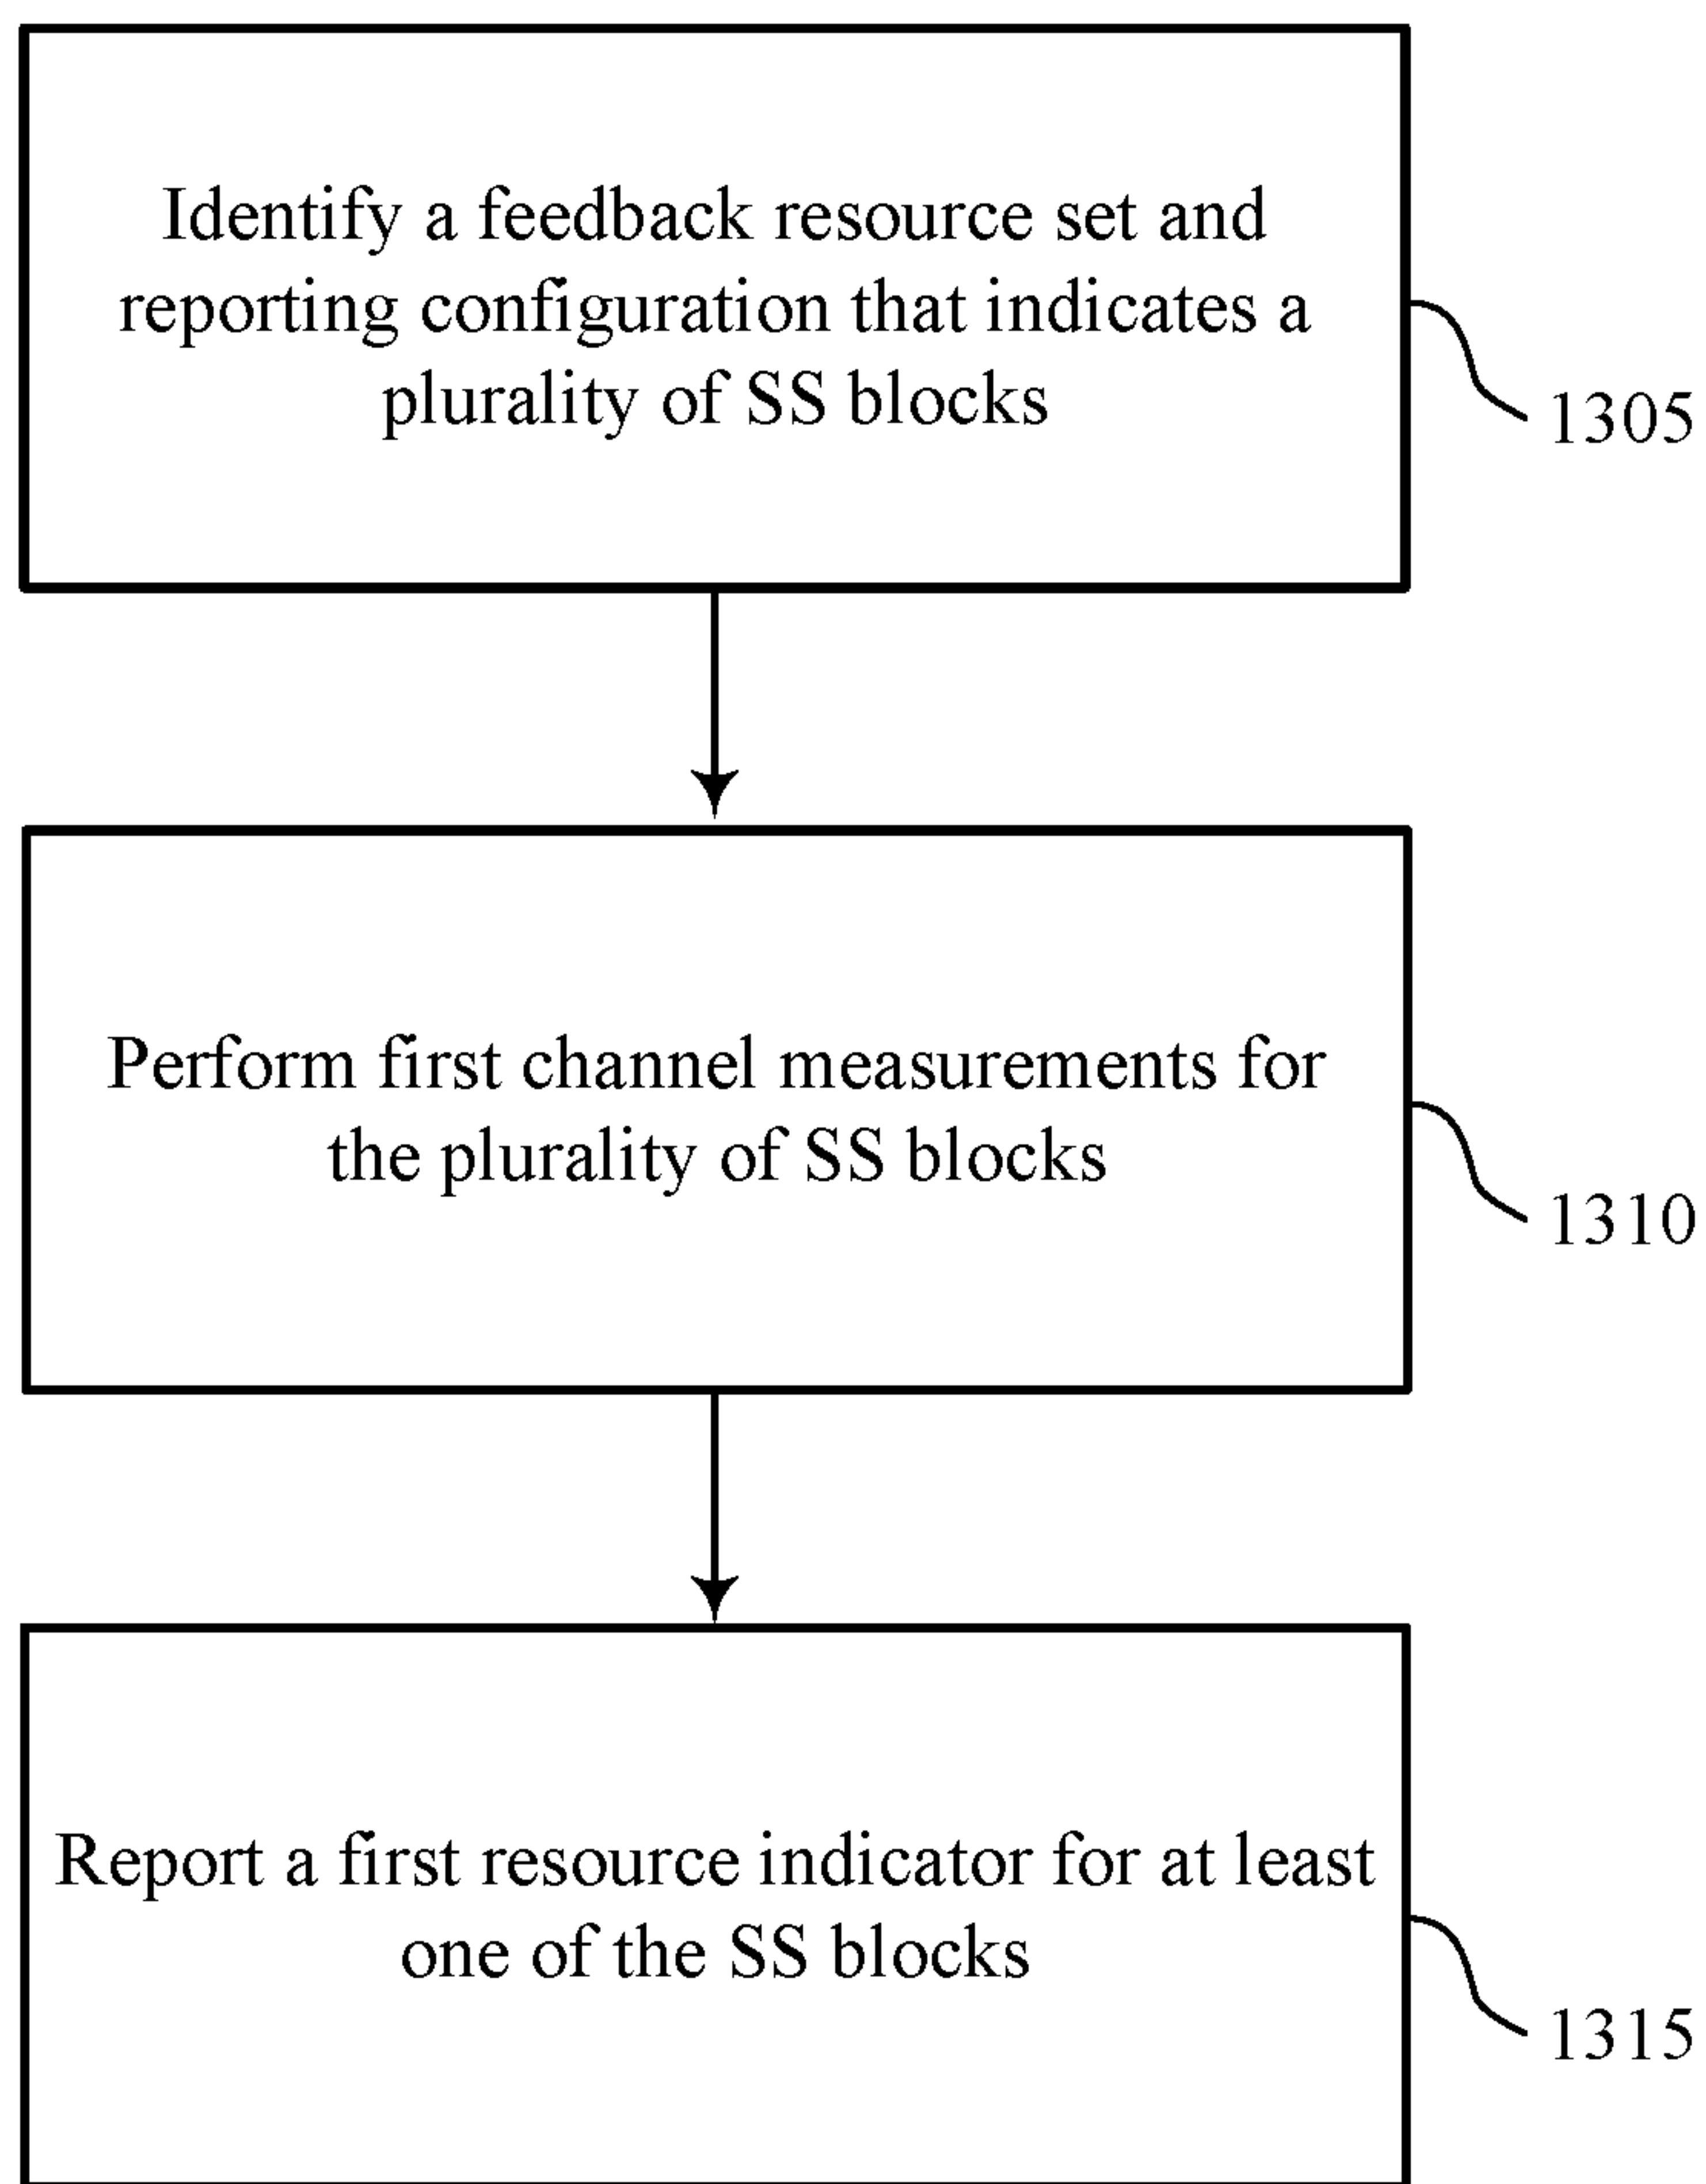 Identify a feedback resource set and
reporting configuration that indicates a
plurality of SS blocks
1305
Perform first channel measurements for
the plurality of SS blocks
1310
Report a first resource indicator for at least
one of the SS blocks
1315